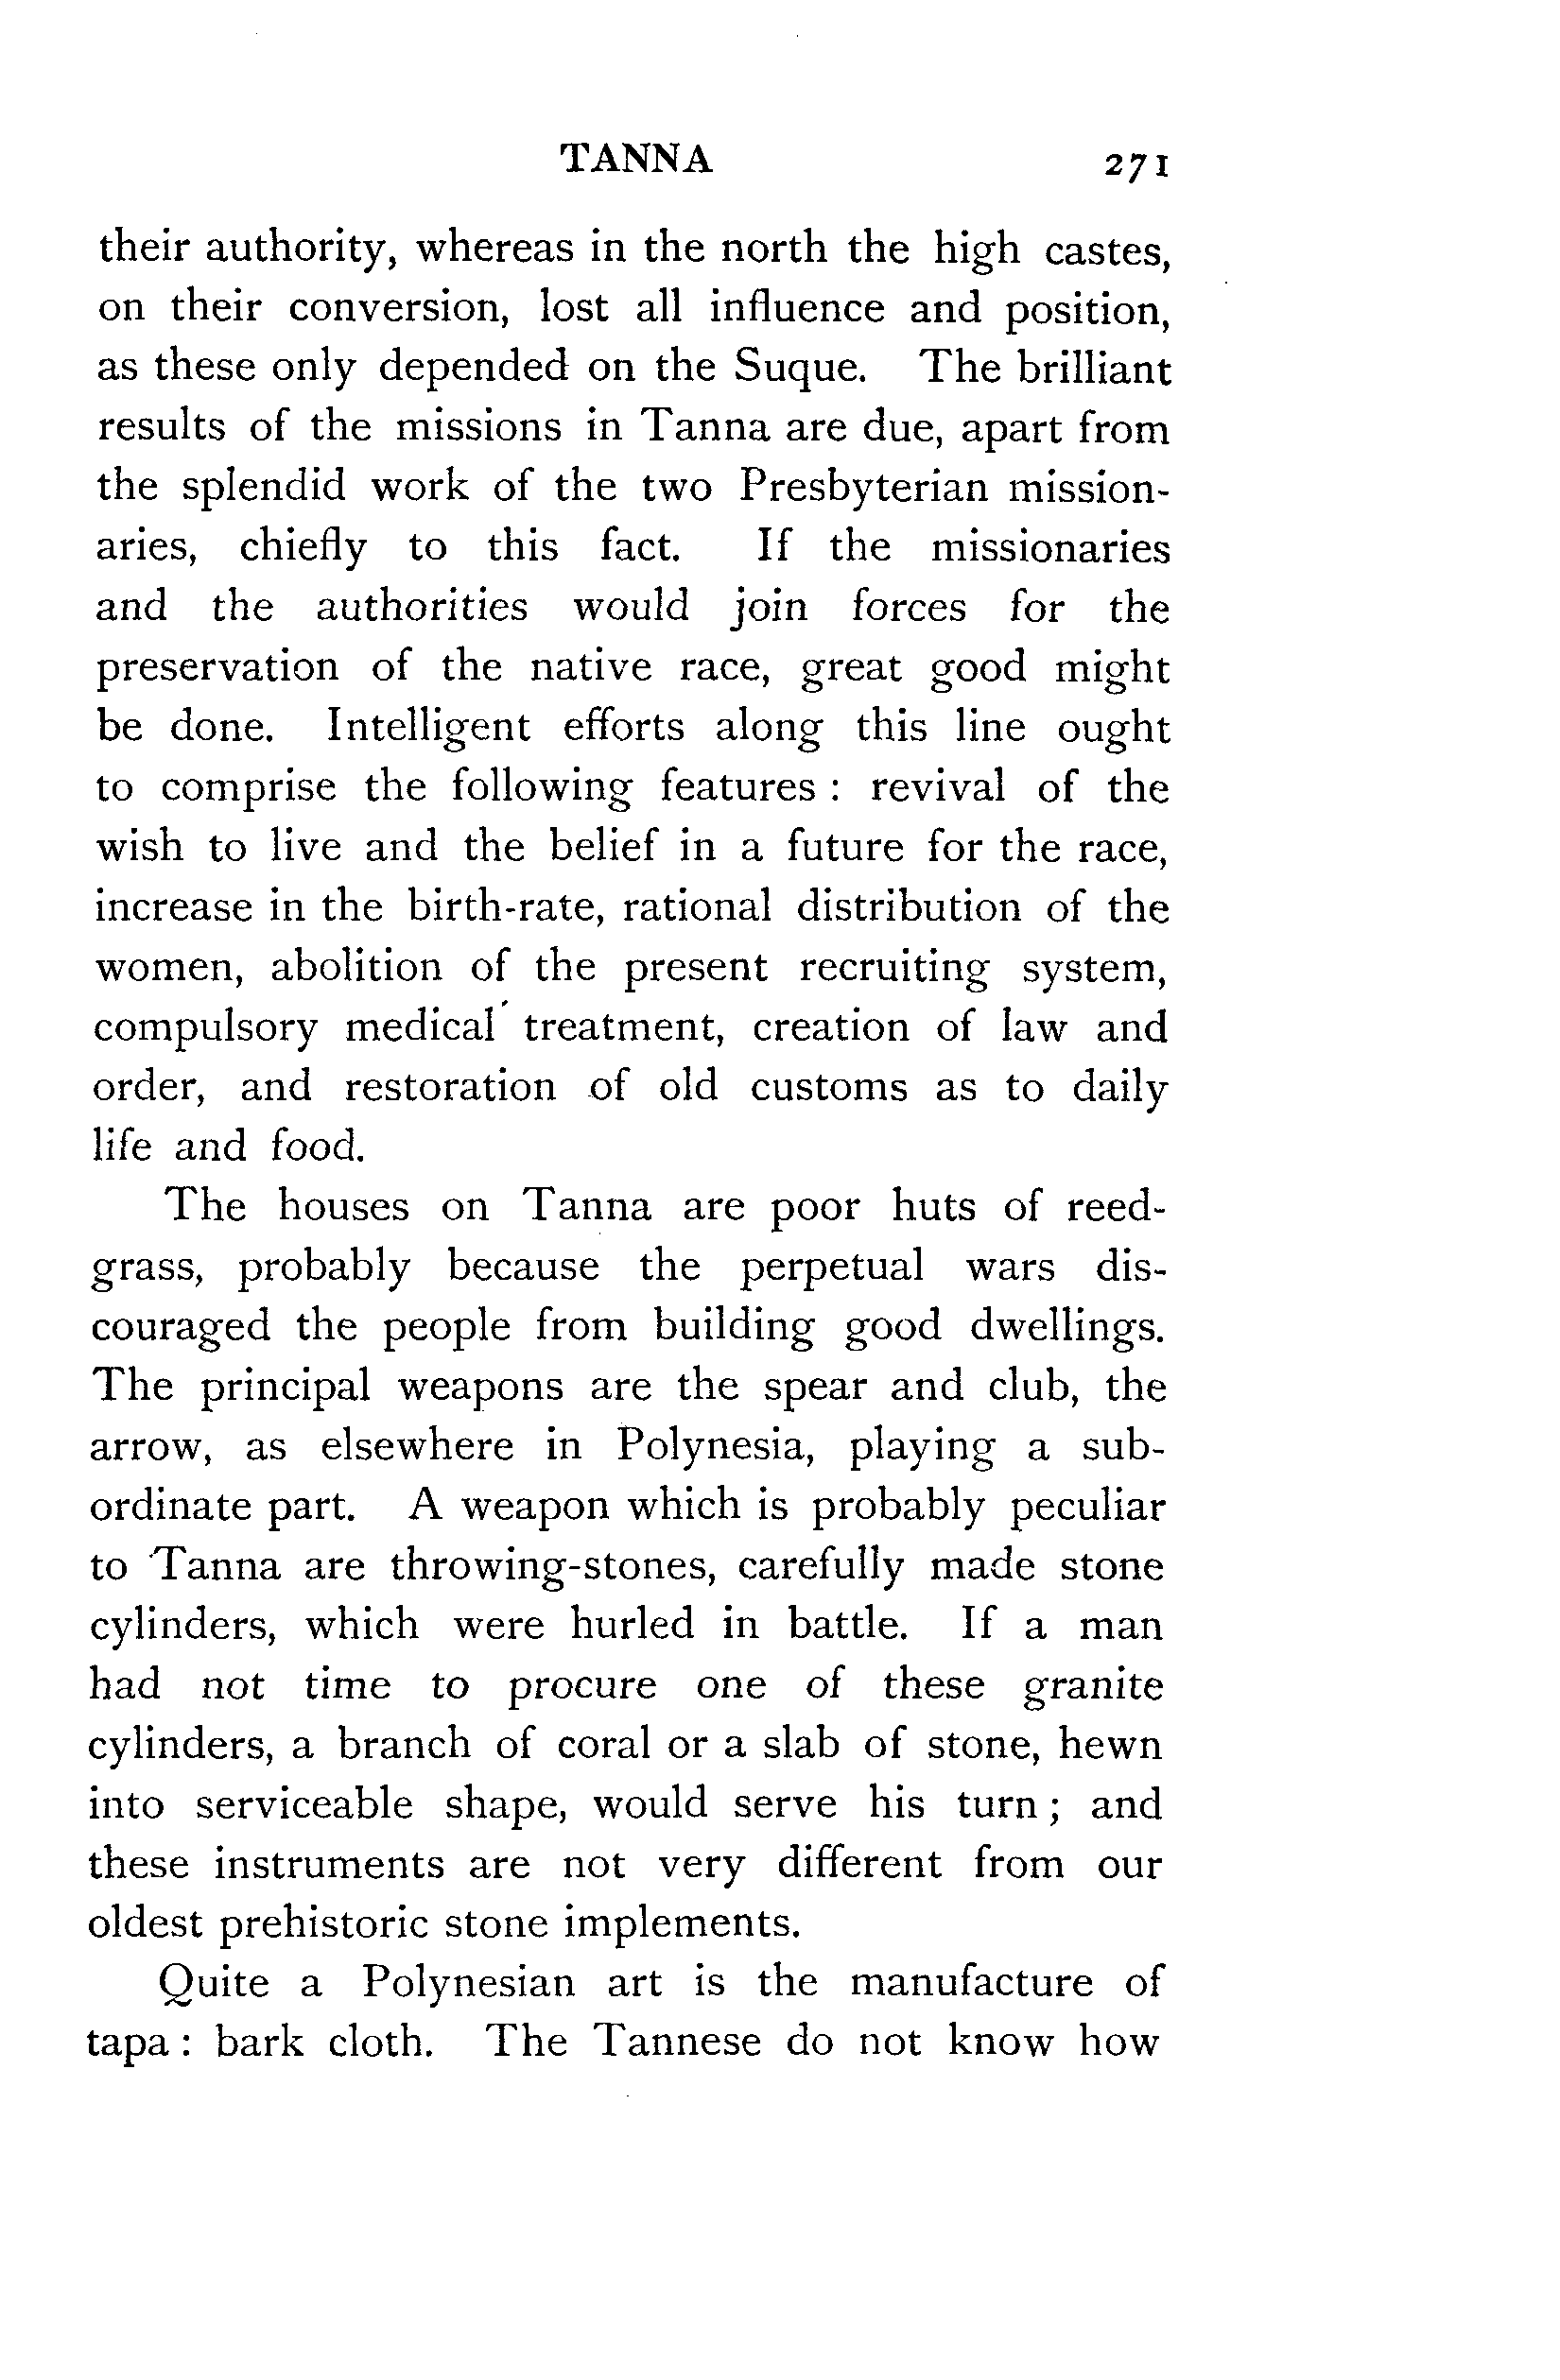 TANNA 271
their authority, whereas in the north the high castes,
on their conversion, lost all influence and position,
as these only depended on the Suque. The brilliant
results of the missions in Tanna are due, apart from
the splendid work of the two Presbyterian mission-
aries, chiefly to this fact. If the missionaries
and the authorities would join forces for the
preservation of the native race, great good might
be done. Intelligent efforts along this line ought
to comprise the following features : revival of the
wish to live and the belief in a future for the race,
increase in the birth-rate, rational distribution of the
women, abolition of the present recruiting system,
compulsory medical treatment, creation of law and
order, and restoration of old customs as to daily
life and food.
The houses on Tanna are poor huts of reed-
grass, probably because the perpetual wars dis-
couraged the people from building good dwellings.
The principal weapons are the spear and club, the
arrow, as elsewhere in Polynesia, playing a sub-
ordinate part. A weapon which is probably peculiar
to Tanna are throwing-stones, carefully made stone
cylinders, which were hurled in battle. If a man
had not time to procure one of these granite
cylinders, a branch of coral or a slab of stone, hewn
into serviceable shape, would serve his turn ; and
these instruments are not very different from our
oldest prehistoric stone implements.
Quite a Polynesian art is the manufacture of
tapa : bark cloth. The Tannese do not know how